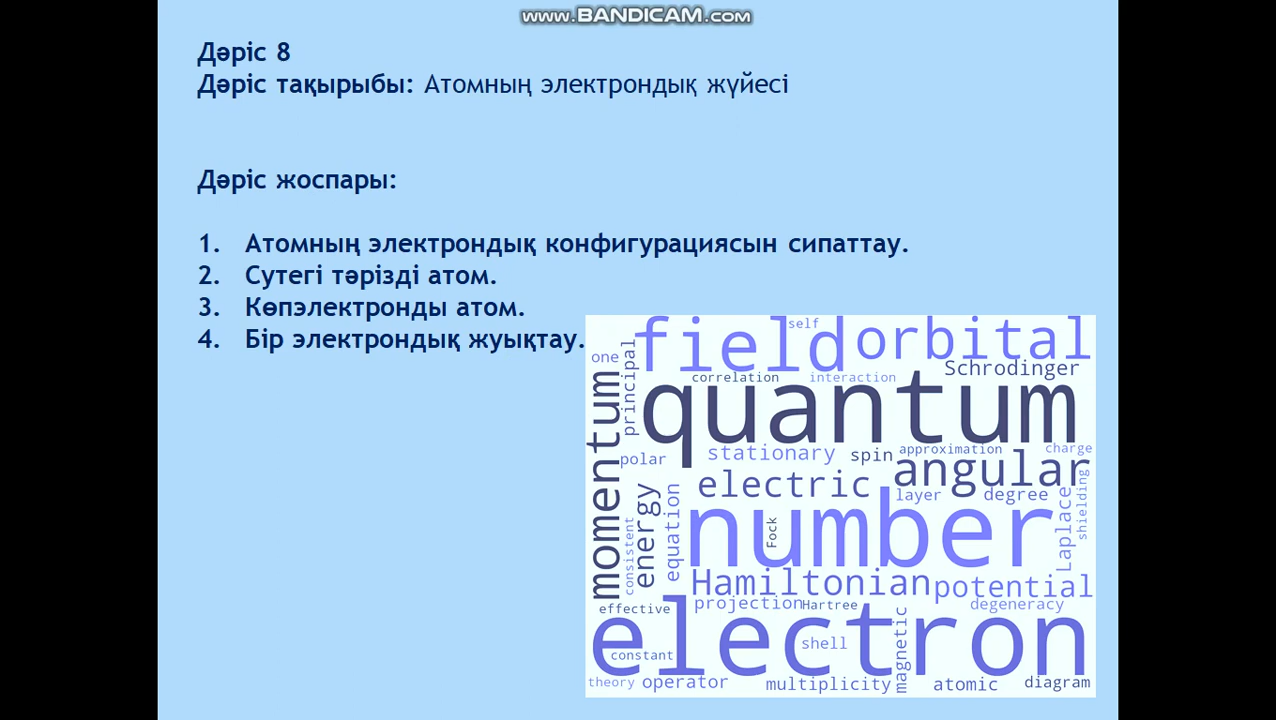 www.BANDICAM.com
Дәріс 8
Дәріс тақырыбы: Атомның электрондық жүйесі
Дәріс жоспары:
1. Атомның электрондық конфигурациясын сипаттау.
2. Сутегі тәрізді атом.
3. Көпэлектронды атом.
4. Бір электрондық жуықтау.
self
field
orbital
one
principal
Schrodinger
correlation
interaction
momentum
quantum
polar
stationary
spin
approximation
charge
angular
electric
layer
degree
shielding
energy
equation
number
Fock
Laplace
consistent
Hamiltonian
potential
effective
projection
Hartree
degeneracy
electron
constant
shell
magnetic
theory
operator
multiplicity
atomic
diagram